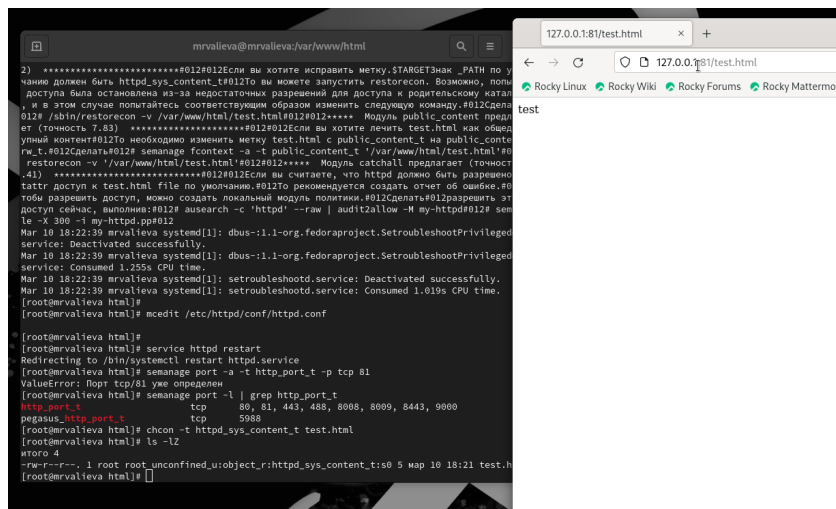 mrvalieva@mrvalieva:/var/www/html
2) *************************#012#012Если вы хотите исправить метку.$TARGETЗнак _PATH по у
чанию должен быть httpd_sys_content_t#012То вы можете запустить restorecon. Возможно, попы
 доступа была остановлена из-за недостаточных разрешений для доступа к родительскому катал
, и в этом случае попытайтесь соответствующим образом изменить следующую команду.#012Сдела
012# /sbin/restorecon -v /var/www/html/test.html#012#012***** Модуль public_content предл
ет (точность 7.83) *********************#012#012Если вы хотите лечить test.html как общед
упный контент#012То необходимо изменить метку test.html с public_content_t на public_conte
rw_t.#012Сделать#012# semanage fcontext -a -t public_content_t '/var/www/html/test.html'#0
 restorecon -v '/var/www/html/test.html'#012#012***** Модуль catchall предлагает (точност
.41) **************************#012#012Если вы считаете, что httpd должно быть разрешено
tattr доступ к test.html file по умолчанию.#012То рекомендуется создать отчет об ошибке.#0
тобы разрешить доступ, можно создать локальный модуль политики.#012Сделать#012разрешить эт
доступ сейчас, выполнив:#012# ausearch -c 'httpd' --raw | audit2allow -M my-httpd#012# sem
le -X 300 -i my-httpd.pp#012
Mar 10 18:22:39 mrvalieva systemd[1]: dbus-:1.1-org.fedoraproject.SetroubleshootPrivileged
service: Deactivated successfully.
Mar 10 18:22:39 mrvalieva systemd[1]: dbus-:1.1-org.fedoraproject.SetroubleshootPrivileged
service: Consumed 1.255s CPU time.
Mar 10 18:22:39 mrvalieva systemd[1]: setroubleshootd.service: Deactivated successfully.
Mar 10 18:22:39 mrvalieva systemd[1]: setroubleshootd.service: Consumed 1.019s CPU time.
[root@mrvalieva html]#
[root@mrvalieva html]# mcedit /etc/httpd/conf/httpd.conf
[root@mrvalieva html]#
[root@mrvalieva html]# service httpd restart
Redirecting to /bin/systemctl restart httpd.service
[root@mrvalieva html]# semanage port -a -t http_port_t -p tcp 81
ValueError: Порт tcp/81 уже определен
[root@mrvalieva html]# semanage port -l | grep http_port_t
http_port_t tcp 80, 81, 443, 488, 8008, 8009, 8443, 9000
pegasus_http_port_t tcp 5988
[root@mrvalieva html]# chcon -t httpd_sys_content_t test.html
[root@mrvalieva html]# ls -lZ
итого 4
-rw-r--r--. 1 root root unconfined_u:object_r:httpd_sys_content_t:s0 5 мар 10 18:21 test.h
[root@mrvalieva html]#
127.0.0.1:81/test.html
127.0.0.1:81/test.html
Rocky Linux Rocky Wiki Rocky Forums Rocky Mattermo
test